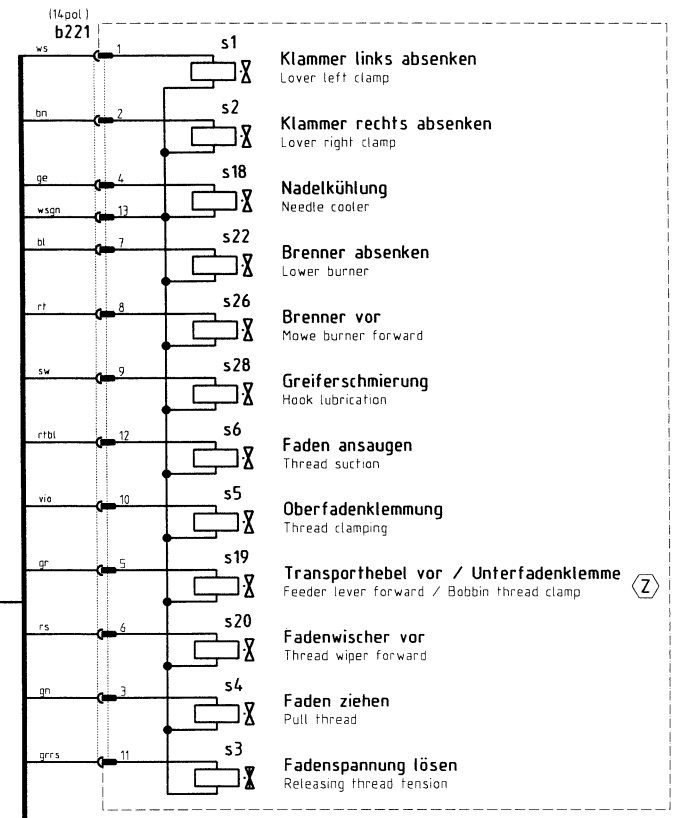 (14pol)
b221
ws 1 s1
Klammer links absenken
Lover left clamp
bn 2 s2
Klammer rechts absenken
Lover right clamp
ge 4 s18
Nadelkühlung
Needle cooler
wsgn 13
bl 7 s22
Brenner absenken
Lower burner
rt 8 s26
Brenner vor
Mowe burner forward
sw 9 s28
Greiferschmierung
Hook lubrication
rtbl 12 s6
Faden ansaugen
Thread suction
vio 10 s5
Oberfadenklemmung
Thread clamping
gr 5 s19
Transporthebel vor / Unterfadenklemme
Feeder lever forward / Bobbin thread clamp
Z
rs 6 s20
Fadenwischer vor
Thread wiper forward
gn 3 s4
Faden ziehen
Pull thread
grrs 11 s3
Fadenspannung lösen
Releasing thread tension